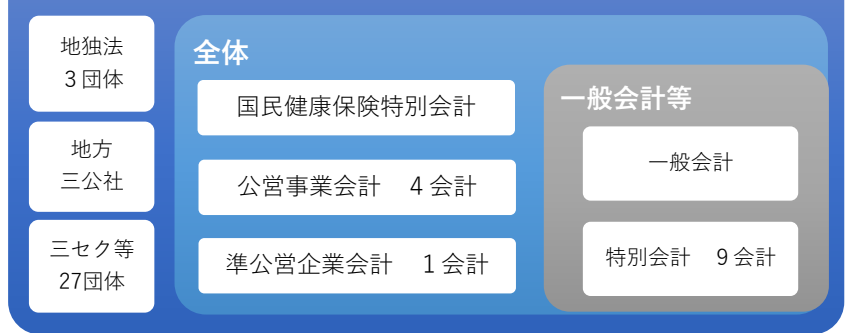 地独法
３団体
地方
三公社
三セク等
27団体
全体
国民健康保険特別会計
公営事業会計　４会計
準公営企業会計　１会計
一般会計等
一般会計
特別会計　９会計